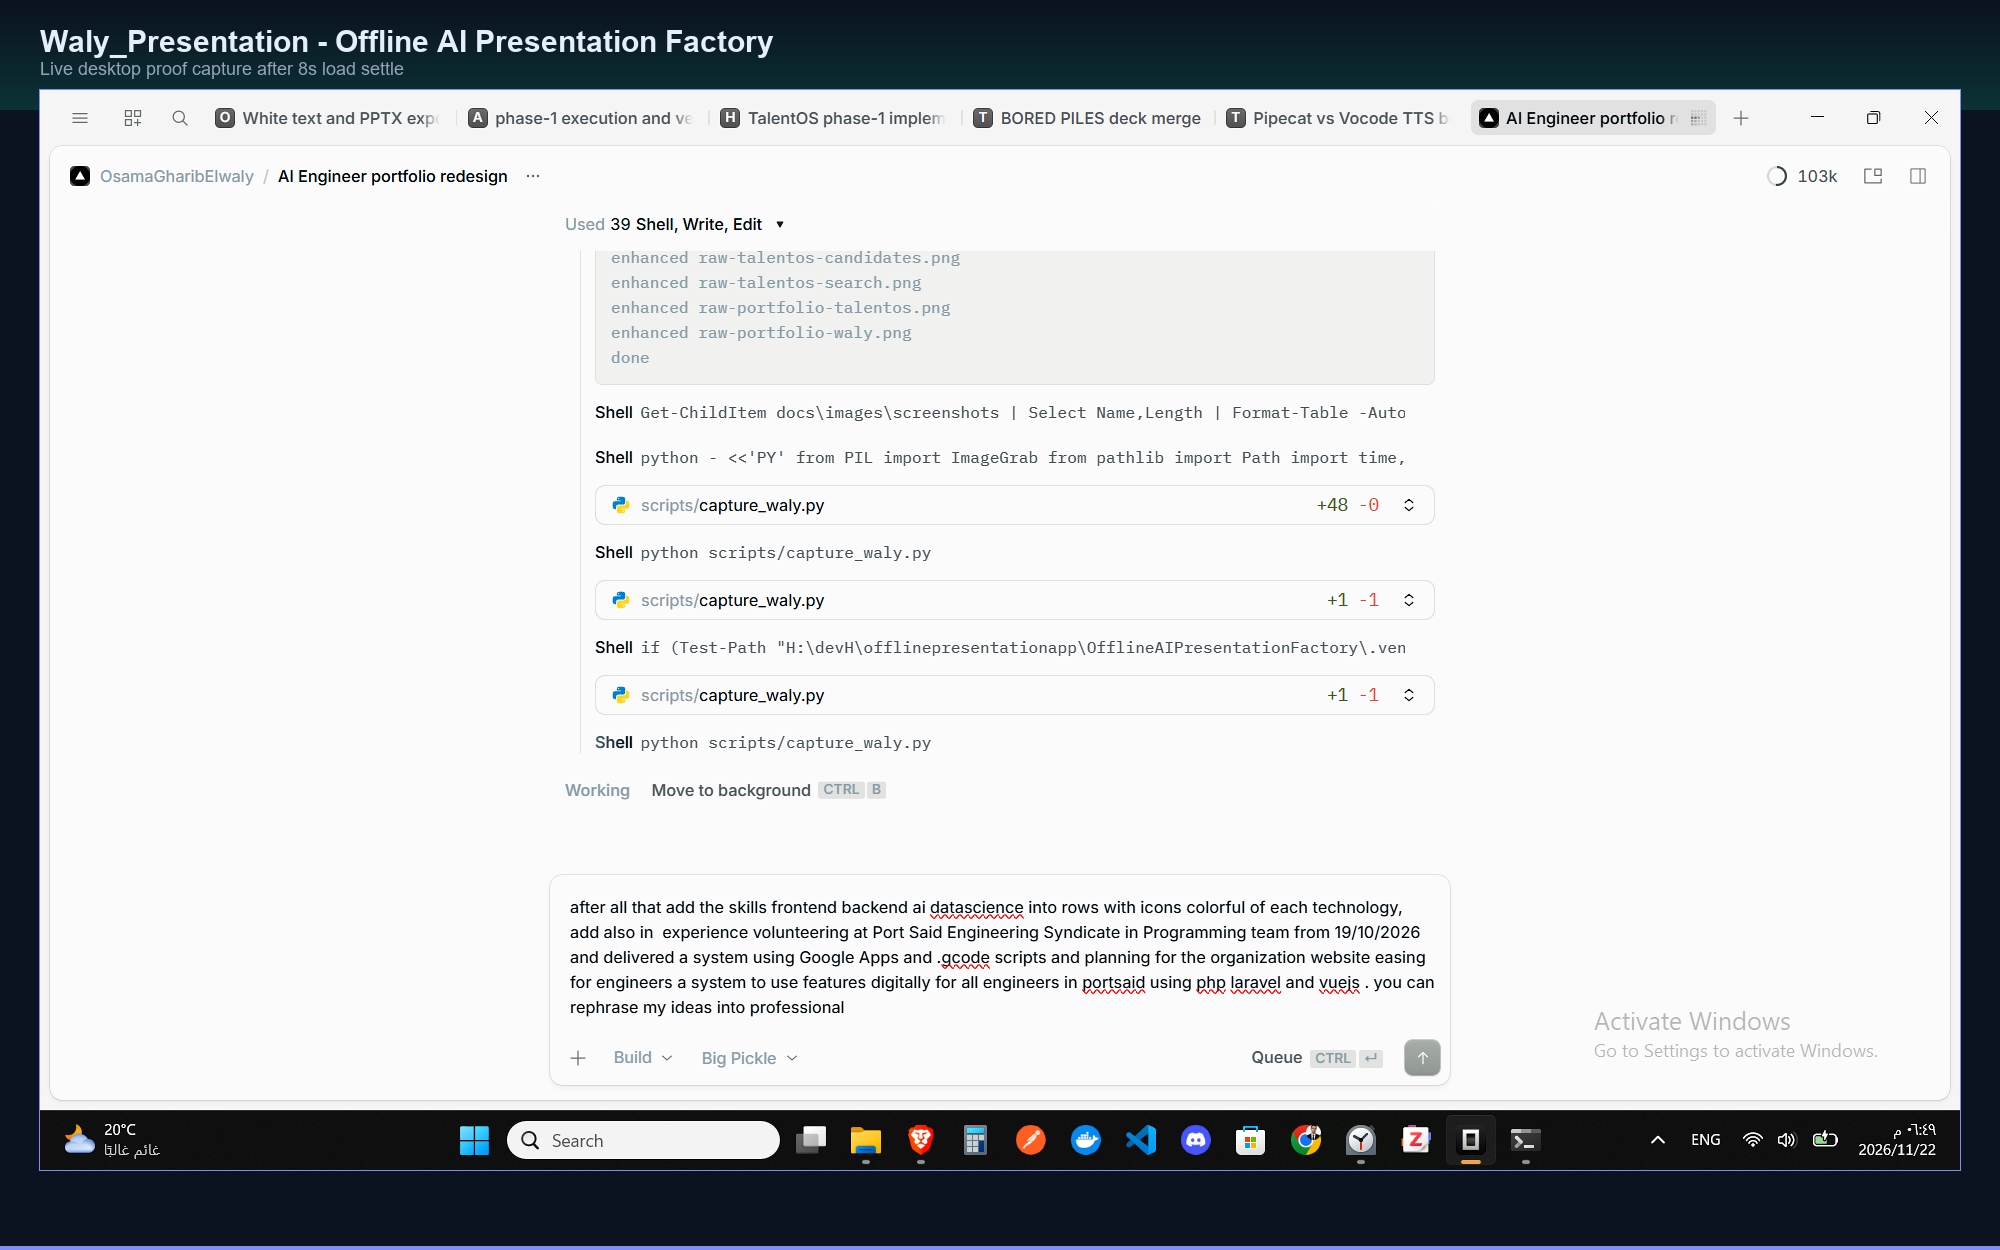 Waly_Presentation - Offline AI Presentation Factory
Live desktop proof capture after 8s load settle
O White text and PPTX exp
A phase-1 execution and ve
H TalentOS phase-1 implem
T BORED PILES deck merge
T Pipecat vs Vocode TTS b
AI Engineer portfolio r
OsamaGharibElwaly / AI Engineer portfolio redesign ...
103k
Used 39 Shell, Write, Edit
enhanced raw-talentos-candidates.png
enhanced raw-talentos-search.png
enhanced raw-portfolio-talentos.png
enhanced raw-portfolio-waly.png
done
Shell Get-ChildItem docs\images\screenshots | Select Name,Length | Format-Table -Auto
Shell python - <<'PY' from PIL import ImageGrab from pathlib import Path import time,
scripts/capture_waly.py +48 -0
Shell python scripts/capture_waly.py
scripts/capture_waly.py +1 -1
Shell if (Test-Path "H:\devH\offlinepresentationapp\OfflineAIPresentationFactory\.ven
scripts/capture_waly.py +1 -1
Shell python scripts/capture_waly.py
Working Move to background CTRL B
after all that add the skills frontend backend ai datascience into rows with icons colorful of each technology,
add also in  experience volunteering at Port Said Engineering Syndicate in Programming team from 19/10/2026
and delivered a system using Google Apps and .gcode scripts and planning for the organization website easing
for engineers a system to use features digitally for all engineers in portsaid using php laravel and vuejs . you can
rephrase my ideas into professional
Build Big Pickle Queue CTRL
Activate Windows
Go to Settings to activate Windows.
20°C
غائم غالبًا
Search
ENG
٠٦:٤٩ م
2026/11/22